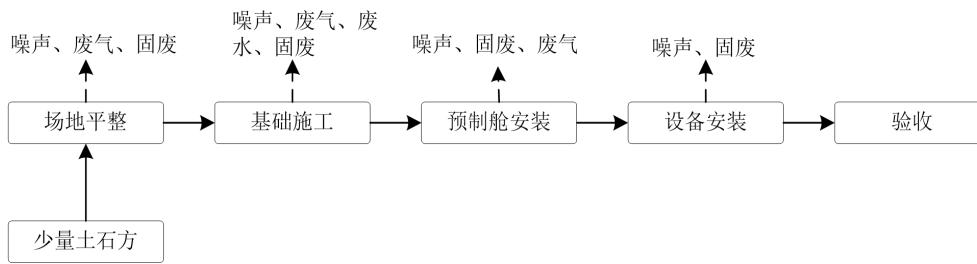 噪声、废气、固废
噪声、废气、废
水、固废
噪声、固废、废气
噪声、固废
场地平整
基础施工
预制舱安装
设备安装
验收
少量土石方